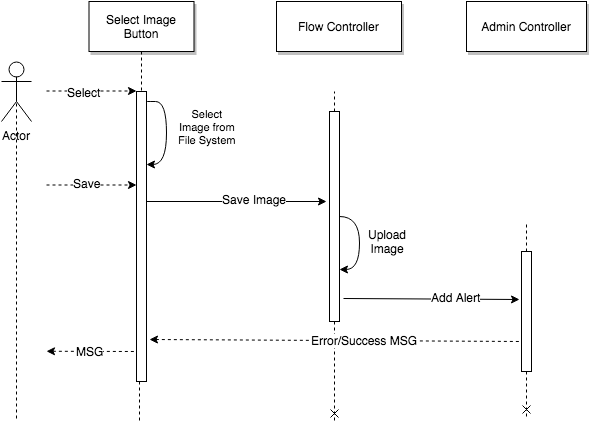 Select Image
Button
Flow Controller
Admin Controller
Actor
Select
Select
Image from
File System
Save
Save Image
Upload
Image
Add Alert
Error/Success MSG
MSG